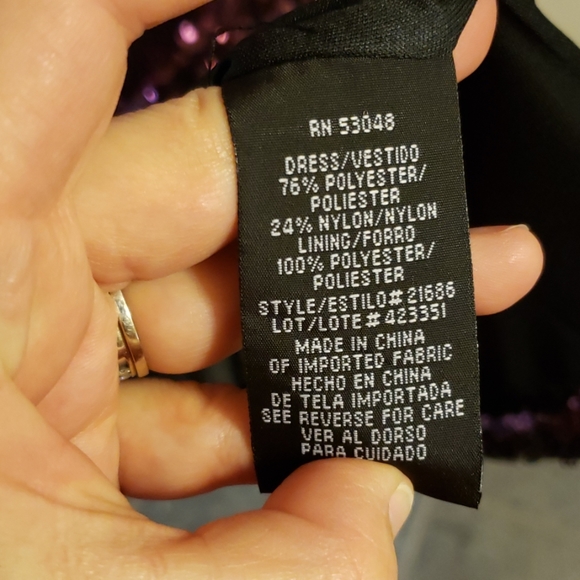 RN 53048
DRESS/VESTIDO
76% POLYESTER/
POLIESTER
24% NYLON/NYLON
LINING/FORRO
100% POLYESTER/
POLIESTER
STYLE/ESTILO#21686
LOT/LOTE#423351
MADE IN CHINA
OF IMPORTED FABRIC
HECHO EN CHINA
DE TELA IMPORTADA
SEE REVERSE FOR CARE
VER AL DORSO
PARA CUIDADO